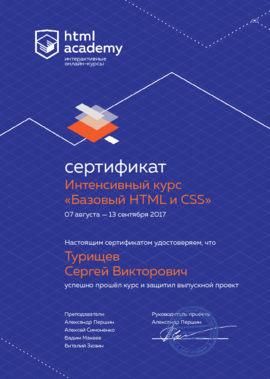 html
academy
интерактивные
онлайн-курсы
сертификат
Интенсивный курс
«Базовый HTML и CSS»
07 августа — 13 сентября 2017
Настоящим сертификатом удостоверяем, что
Турищев
Сергей Викторович
успешно прошёл курс и защитил выпускной проект
Преподаватели
Александр Першин
Алексей Симоненко
Вадим Макеев
Виталий Зюзин
Руководитель проекта
Александр Першин